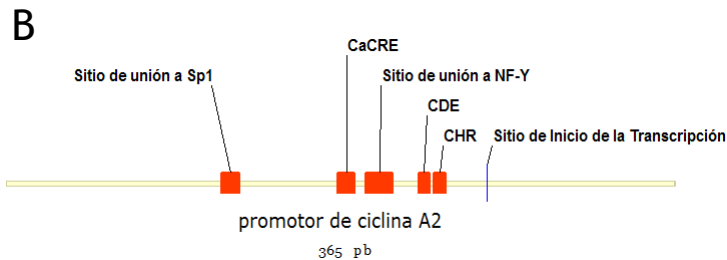 B
CaCRE
Sitio de unión a Sp1
Sitio de unión a NF-Y
CDE
CHR
Sitio de Inicio de la Transcripción
promotor de ciclina A2
365 pb